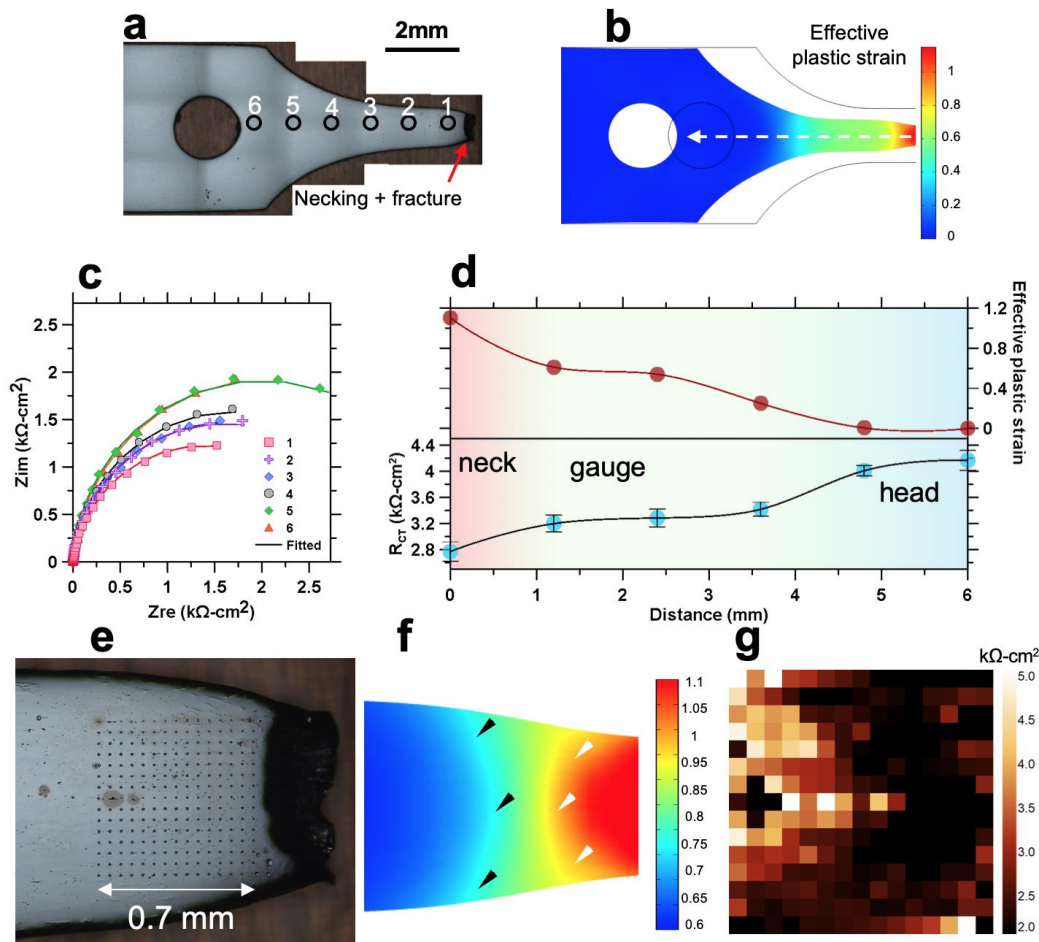 a
2mm
6 5 4 3 2 1
Necking + fracture
b
Effective
plastic strain
1
0.8
0.6
0.4
0.2
0
c
Zim (kΩ-cm²)
2.5
2
1.5
1
0.5
0
0 0.5 1 1.5 2 2.5
Zre (kΩ-cm²)
1
2
3
4
5
6
Fitted
d
Effective plastic strain
1.2
0.8
0.4
0
R_CT (kΩ-cm²)
4.4
4
3.6
3.2
2.8
neck
gauge
head
0 1 2 3 4 5 6
Distance (mm)
e
0.7 mm
f
1.1
1.05
1
0.95
0.9
0.85
0.8
0.75
0.7
0.65
0.6
g
kΩ-cm²
5.0
4.5
4.0
3.5
3.0
2.5
2.0